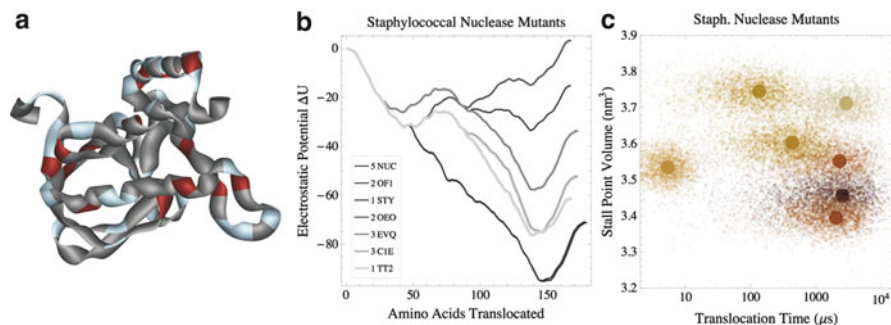 a
b
Staphylococcal Nuclease Mutants
Electrostatic Potential ΔU
0
-20
-40
-60
-80
5 NUC
2 OF1
1 STY
2 OEO
3 EVQ
3 C1E
1 TT2
0
50
100
150
Amino Acids Translocated
c
Staph. Nuclease Mutants
Stall Point Volume (nm³)
3.9
3.8
3.7
3.6
3.5
3.4
3.3
3.2
10
100
1000
10⁴
Translocation Time (μs)